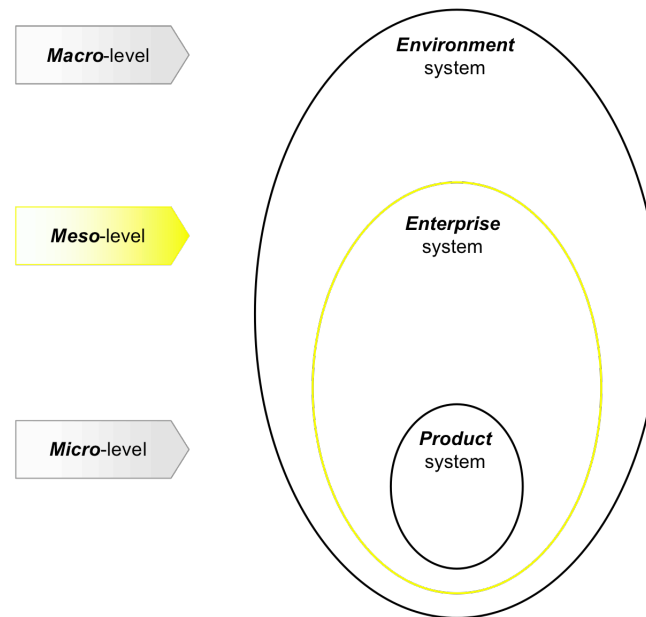 Macro-level
Environment
system
Meso-level
Enterprise
system
Micro-level
Product
system